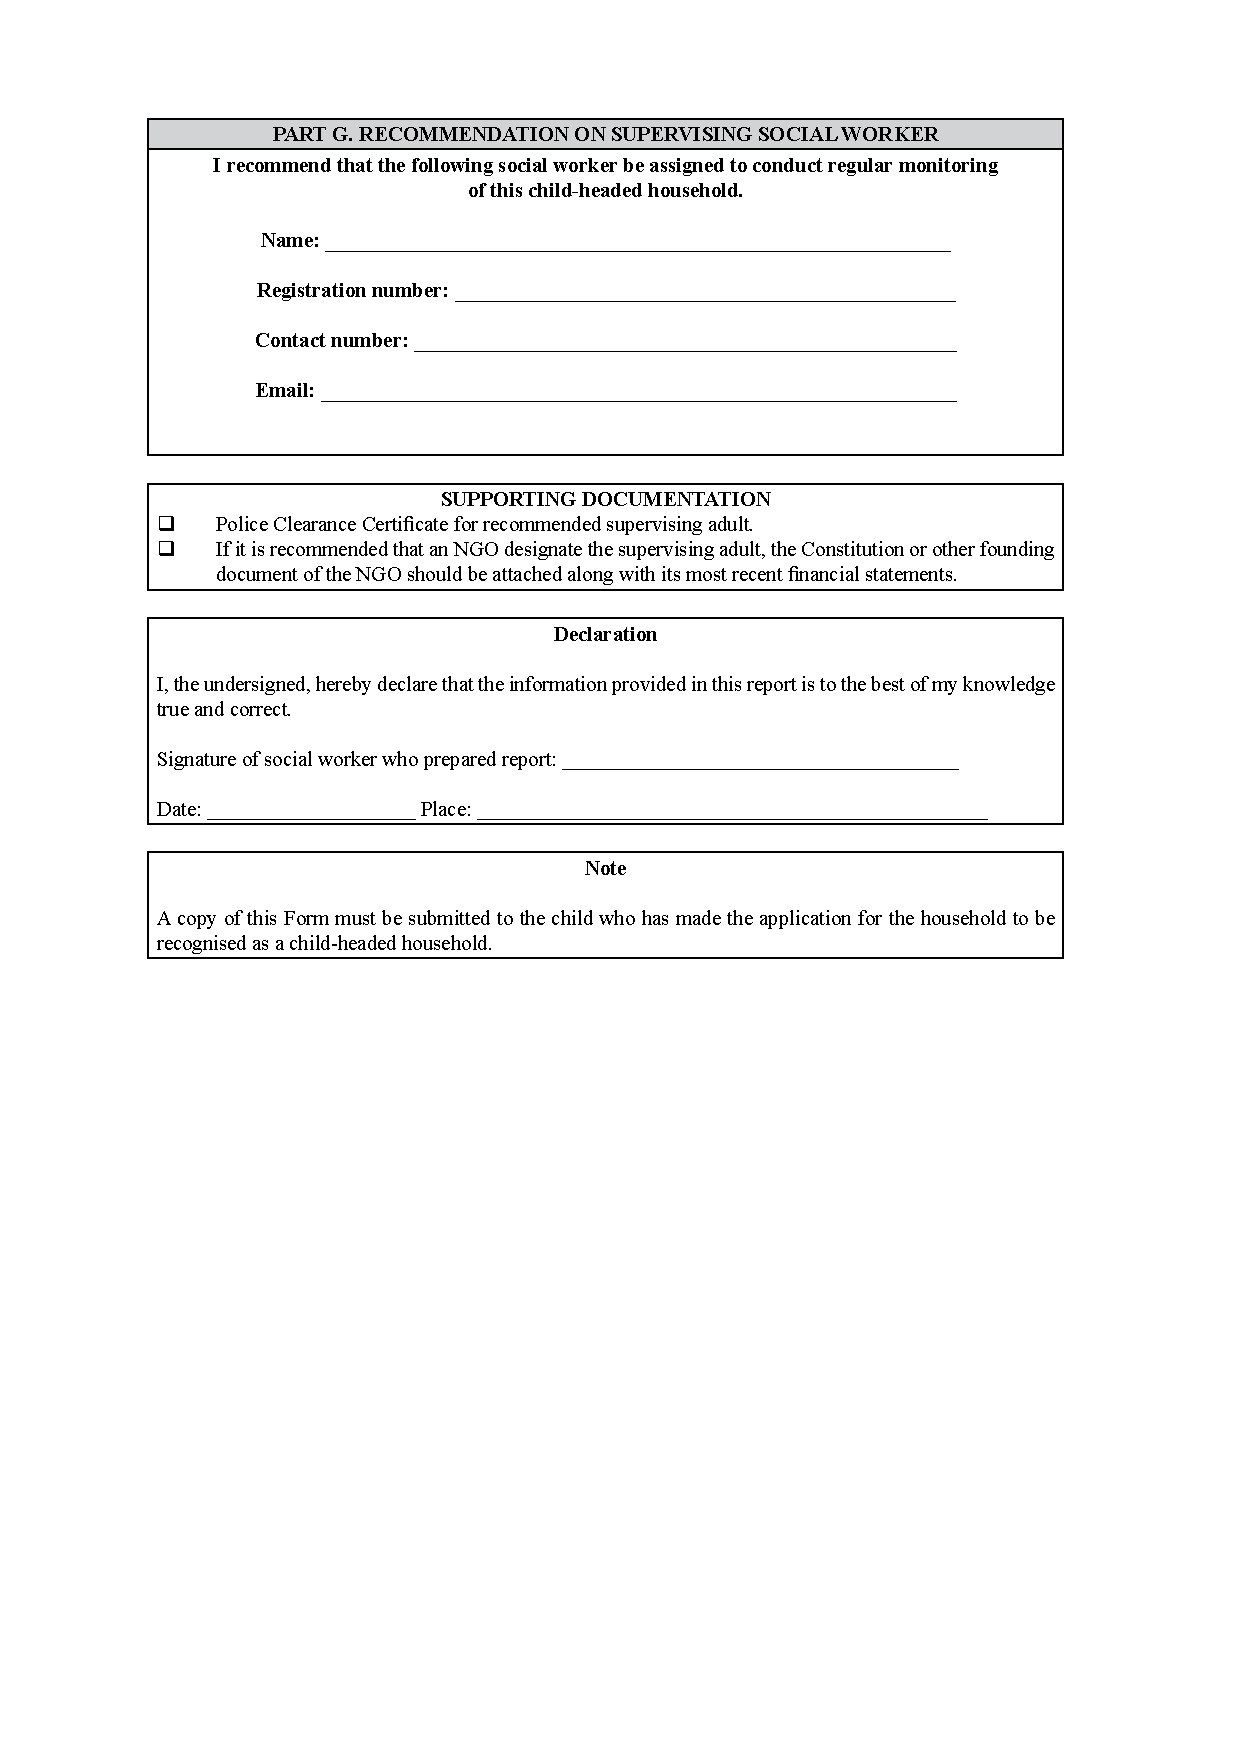 PART G. RECOMMENDATION ON SUPERVISING SOCIAL WORKER
I recommend that the following social worker be assigned to conduct regular monitoring
of this child-headed household.
Name: ____________________________________________________________
Registration number: ________________________________________________
Contact number: ____________________________________________________
Email: _____________________________________________________________
SUPPORTING DOCUMENTATION
❑ Police Clearance Certificate for recommended supervising adult.
❑ If it is recommended that an NGO designate the supervising adult, the Constitution or other founding
document of the NGO should be attached along with its most recent financial statements.
Declaration
I, the undersigned, hereby declare that the information provided in this report is to the best of my knowledge
true and correct.
Signature of social worker who prepared report: ______________________________________
Date: ____________________ Place: _________________________________________________
Note
A copy of this Form must be submitted to the child who has made the application for the household to be
recognised as a child-headed household.